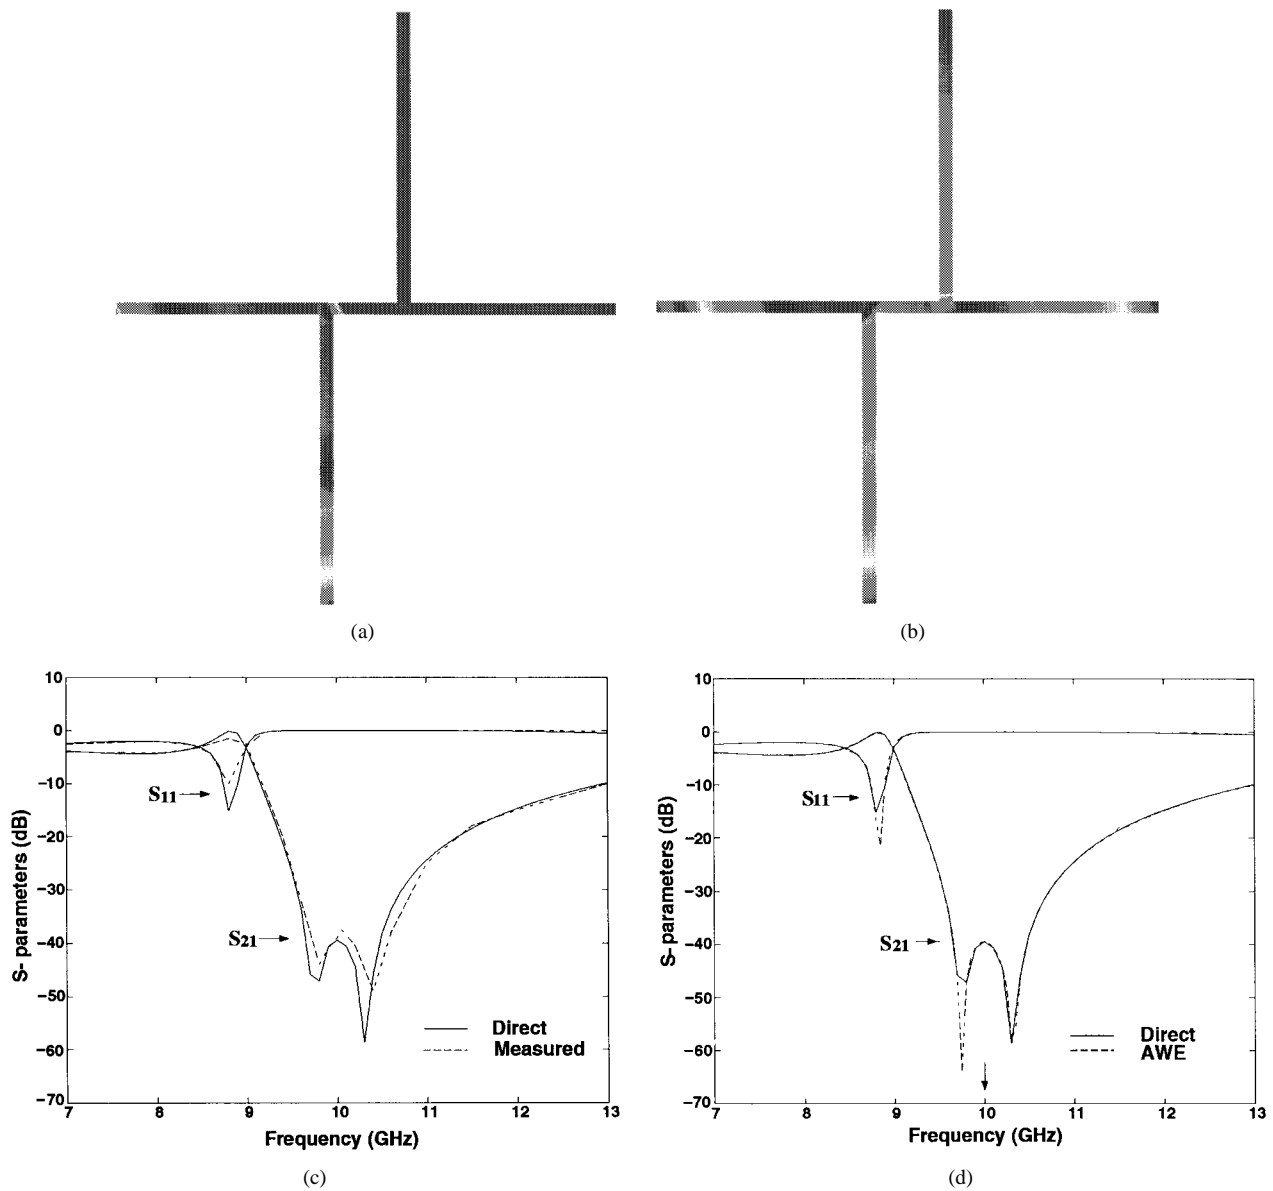 (a)
(b)
10
0
−10
−20
−30
−40
−50
−60
−70
S- parameters (dB)
S11
S21
Direct
Measured
7
8
9
10
11
12
13
Frequency (GHz)
(c)
10
0
−10
−20
−30
−40
−50
−60
−70
S- parameters (dB)
S11
S21
Direct
AWE
7
8
9
10
11
12
13
Frequency (GHz)
(d)